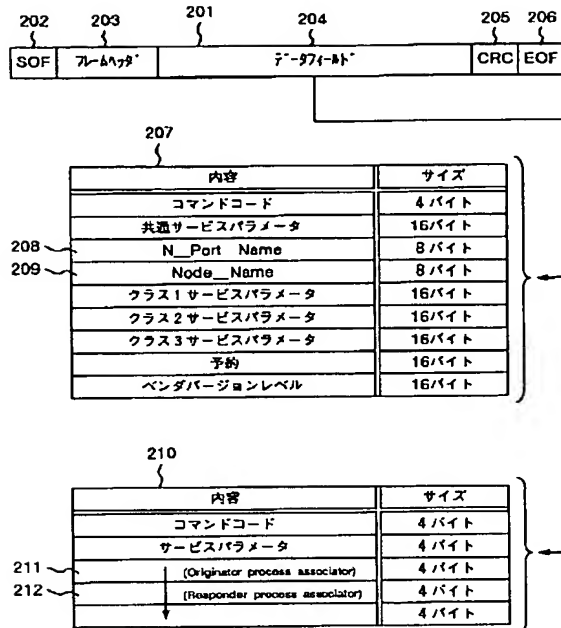 202 203 201 204 205 206
SOF フレームヘッダ データフィールド CRC EOF
207
内容 サイズ
コマンドコード 4バイト
共通サービスパラメータ 16バイト
208 N__Port Name 8バイト
209 Node__Name 8バイト
クラス1サービスパラメータ 16バイト
クラス2サービスパラメータ 16バイト
クラス3サービスパラメータ 16バイト
予約 16バイト
ベンダバージョンレベル 16バイト
210
内容 サイズ
コマンドコード 4バイト
サービスパラメータ 4バイト
211 (Originator process associator) 4バイト
212 (Responder process associator) 4バイト
4バイト